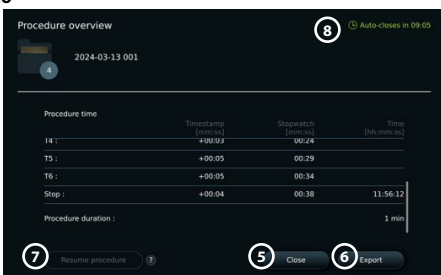 Procedure overview
8
Auto-closes in 09:05
4
2024-03-13 001
Procedure time
Timestamp [mm:ss] Stopwatch [mm:ss] Time [hh:mm:ss]
T4 : +00:03 00:24
T5 : +00:05 00:29
T6 : +00:05 00:34
Stop : +00:04 00:38 11:56:12
Procedure duration : 1 min
7 Resume procedure ? 5 Close 6 Export